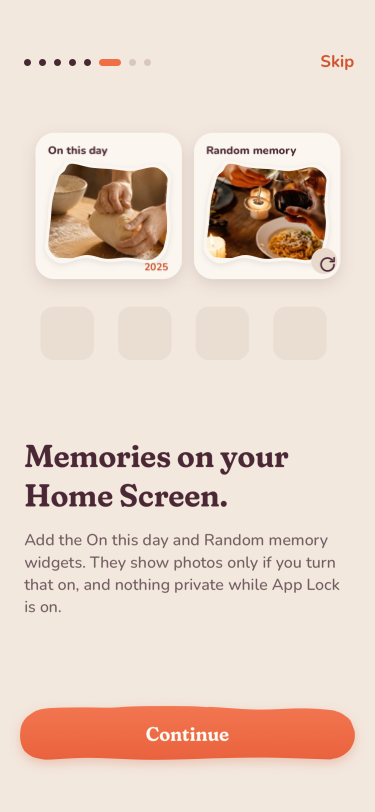 Skip
On this day
Random memory
2025
Memories on your
Home Screen.
Add the On this day and Random memory
widgets. They show photos only if you turn
that on, and nothing private while App Lock
is on.
Continue